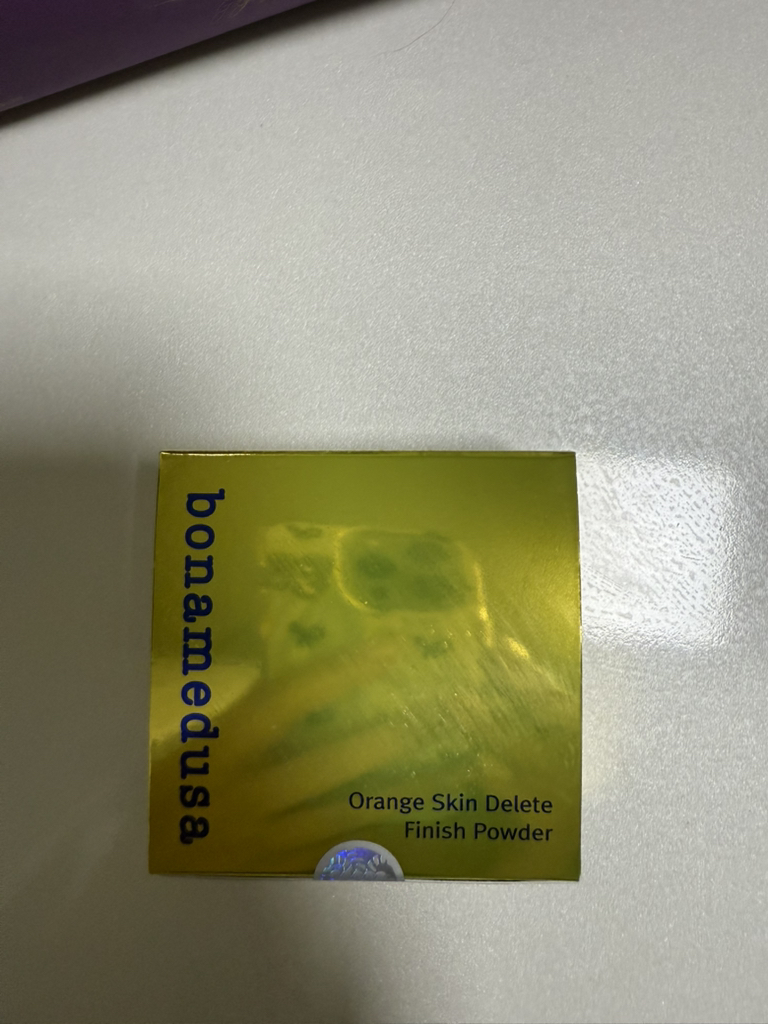 bonamedusa
Orange Skin Delete
Finish Powder